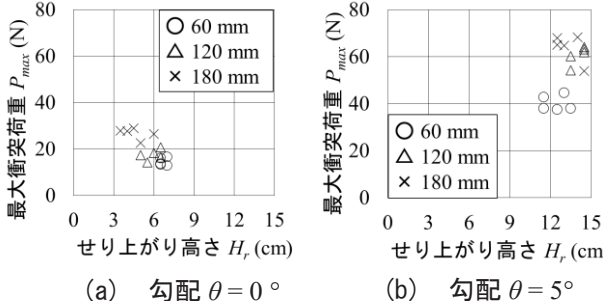 最大衝突荷重 Pmax (N)
80
60
40
20
0
○ 60 mm
△ 120 mm
× 180 mm
0 3 6 9 12 15
せり上がり高さ Hr (cm)
(a) 勾配 θ = 0 °
最大衝突荷重 Pmax (N)
80
60
40
20
0
○ 60 mm
△ 120 mm
× 180 mm
0 3 6 9 12 15
せり上がり高さ Hr (cm)
(b) 勾配 θ = 5°